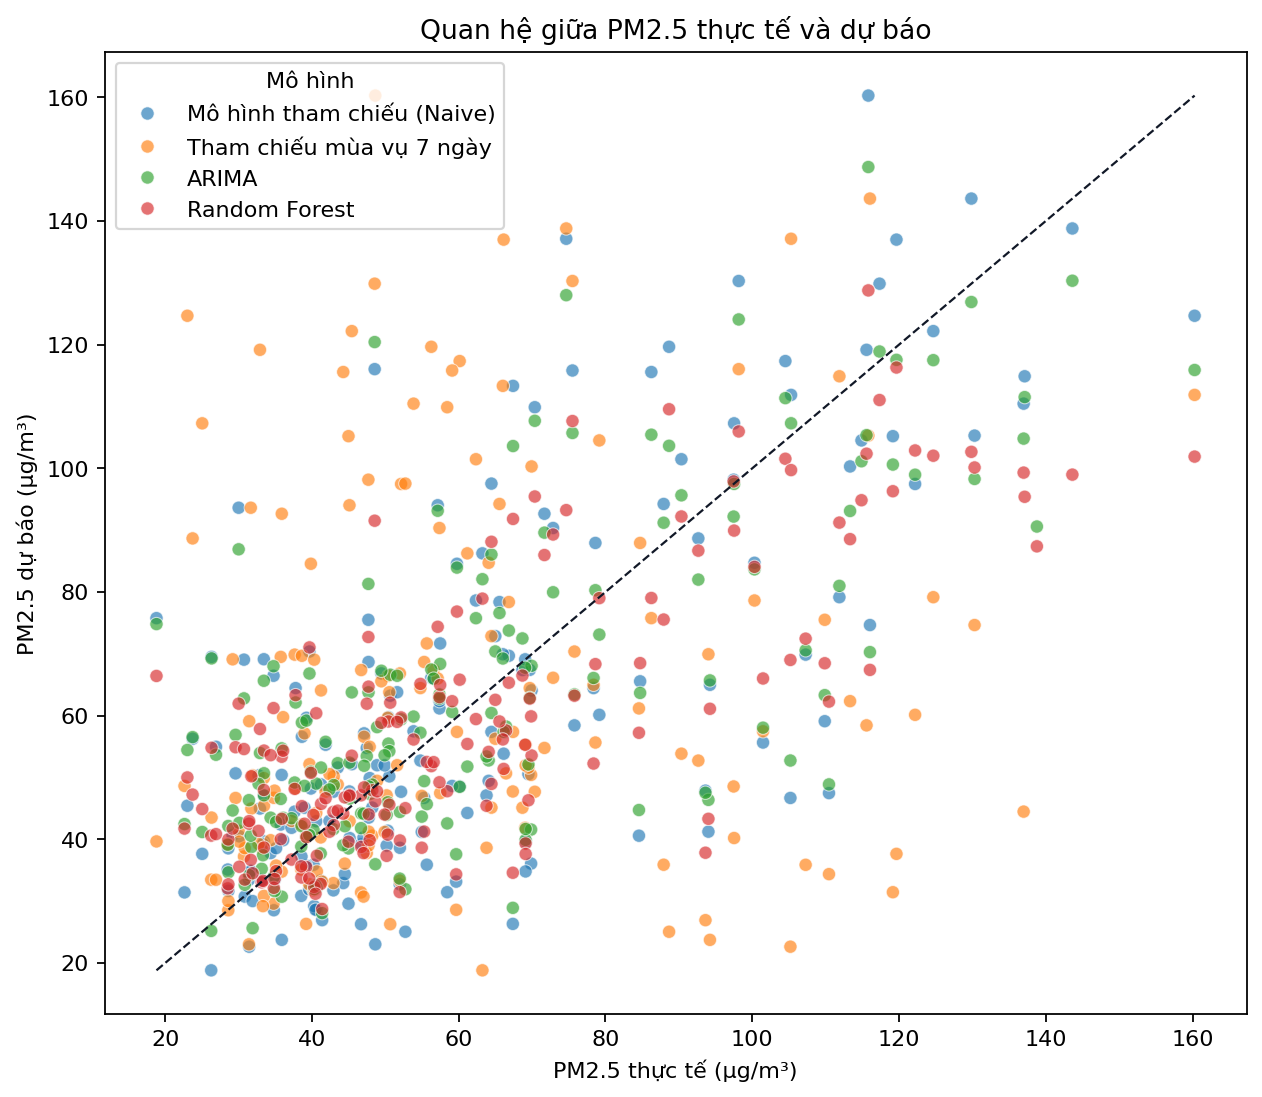 Quan hệ giữa PM2.5 thực tế và dự báo
Mô hình
Mô hình tham chiếu (Naive)
Tham chiếu mùa vụ 7 ngày
ARIMA
Random Forest
PM2.5 dự báo (µg/m³)
160
140
120
100
80
60
40
20
20 40 60 80 100 120 140 160
PM2.5 thực tế (µg/m³)